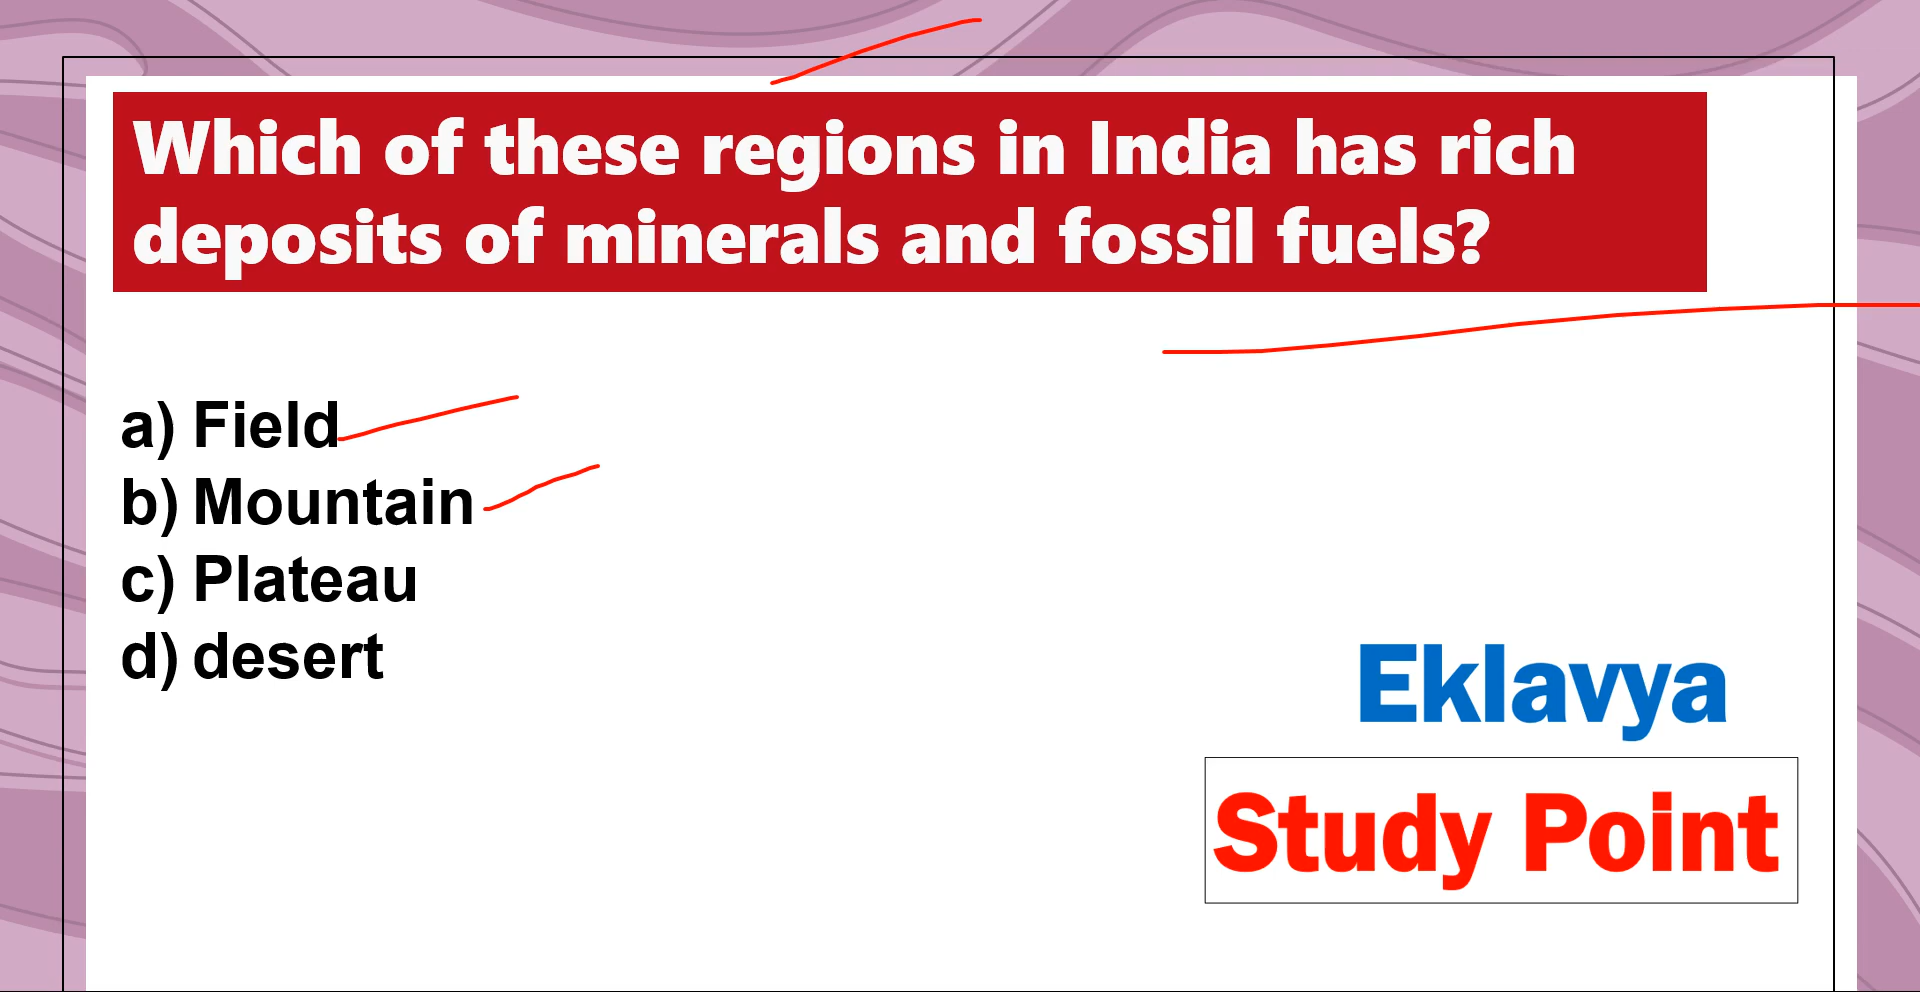 Which of these regions in India has rich
deposits of minerals and fossil fuels?
a) Field
b) Mountain
c) Plateau
d) desert
Eklavya
Study Point